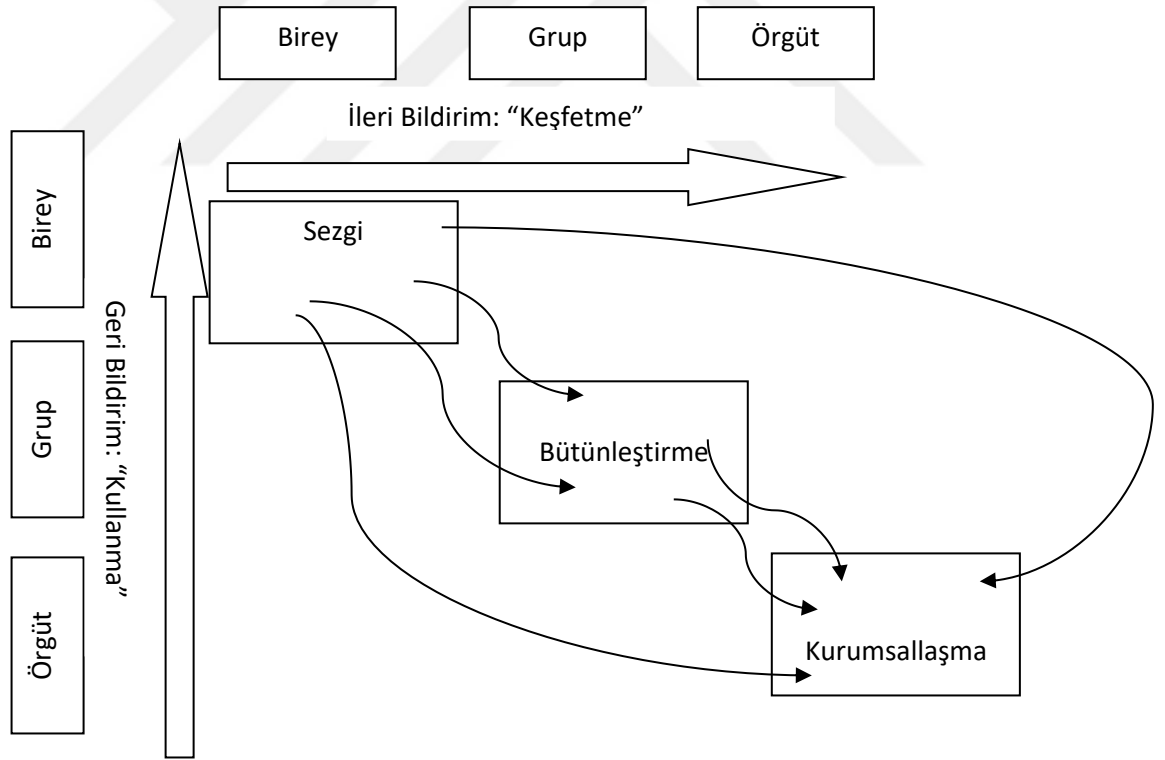 Birey
Grup
Örgüt
İleri Bildirim: “Keşfetme”
Birey
Grup
Örgüt
Geri Bildirim: “Kullanma”
Sezgi
Bütünleştirme
Kurumsallaşma